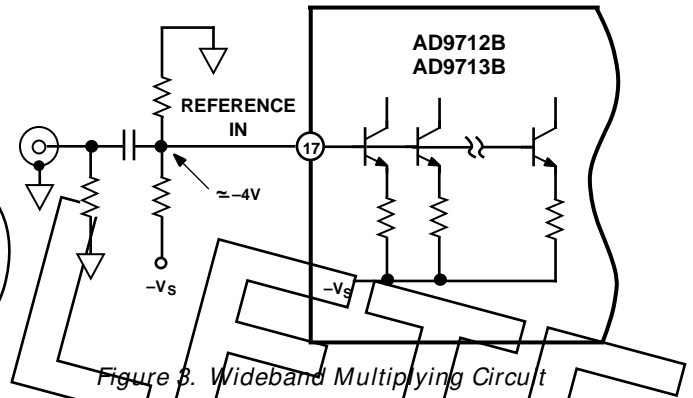 AD9712B
AD9713B
REFERENCE
IN
17
≃–4V
–VS
–VS
Figure 3. Wideband Multiplying Circuit